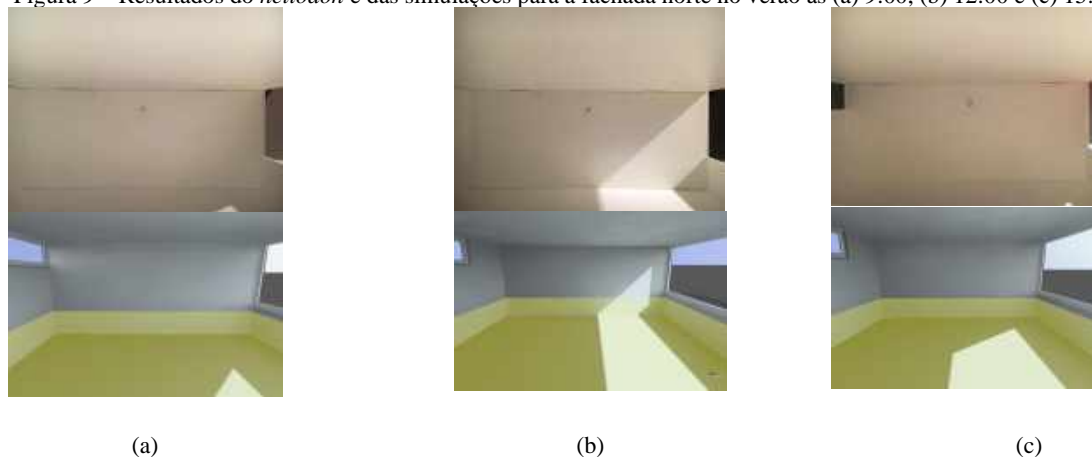 Figura 9 – Resultados do heliodon e das simulações para a fachada norte no verão às (a) 9:00, (b) 12:00 e (c) 15:
(a) (b) (c)